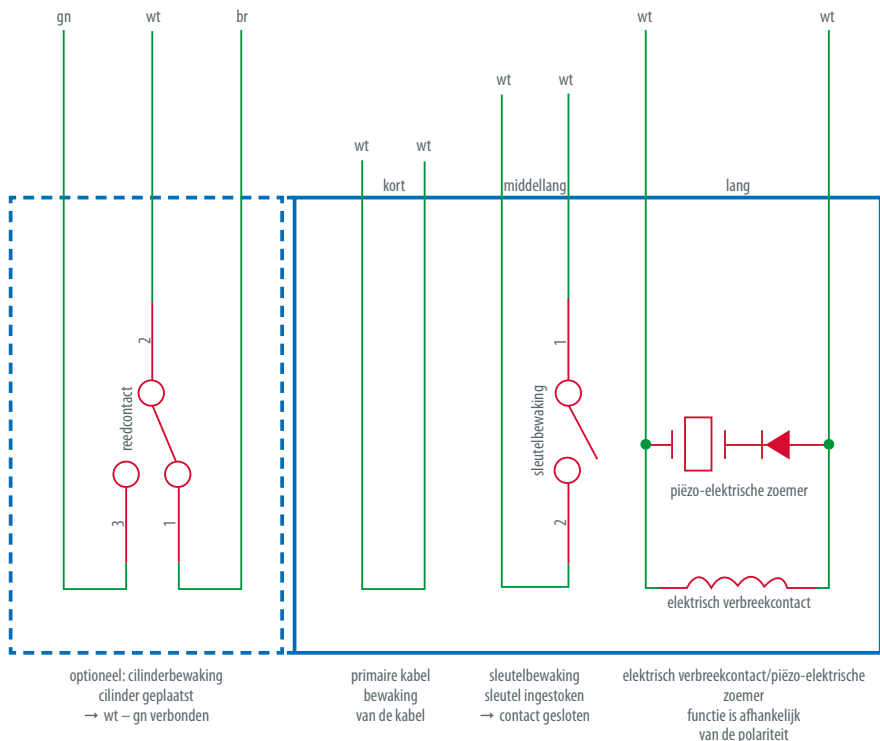 gn
wt
br
wt
wt
wt
wt
wt
wt
kort
middellang
lang
2
reedcontact
3
1
1
sleutelbewaking
2
piëzo-elektrische zoemer
elektrisch verbreekcontact
optioneel: cilinderbewaking
cilinder geplaatst
→ wt – gn verbonden
primaire kabel
bewaking
van de kabel
sleutelbewaking
sleutel ingestoken
→ contact gesloten
elektrisch verbreekcontact/piëzo-elektrische
zoemer
functie is afhankelijk
van de polariteit